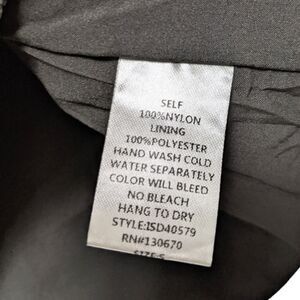 SELF
100%NYLON
LINING
100%POLYESTER
HAND WASH COLD
WATER SEPARATELY
COLOR WILL BLEED
NO BLEACH
HANG TO DRY
STYLE:ISD40579
RN#130670
SIZE:S